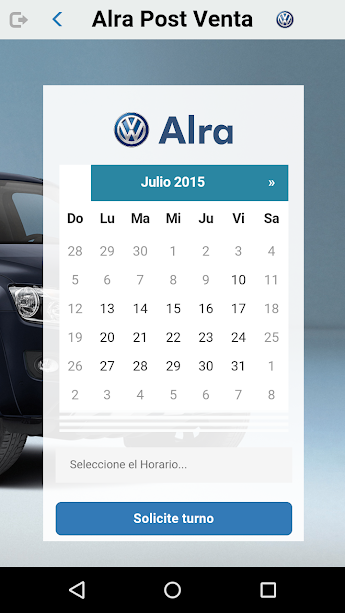 Alra Post Venta
Alra
Julio 2015 »
Do Lu Ma Mi Ju Vi Sa
28 29 30 1 2 3 4
5 6 7 8 9 10 11
12 13 14 15 16 17 18
19 20 21 22 23 24 25
26 27 28 29 30 31 1
2 3 4 5 6 7 8
Seleccione el Horario...
Solicite turno